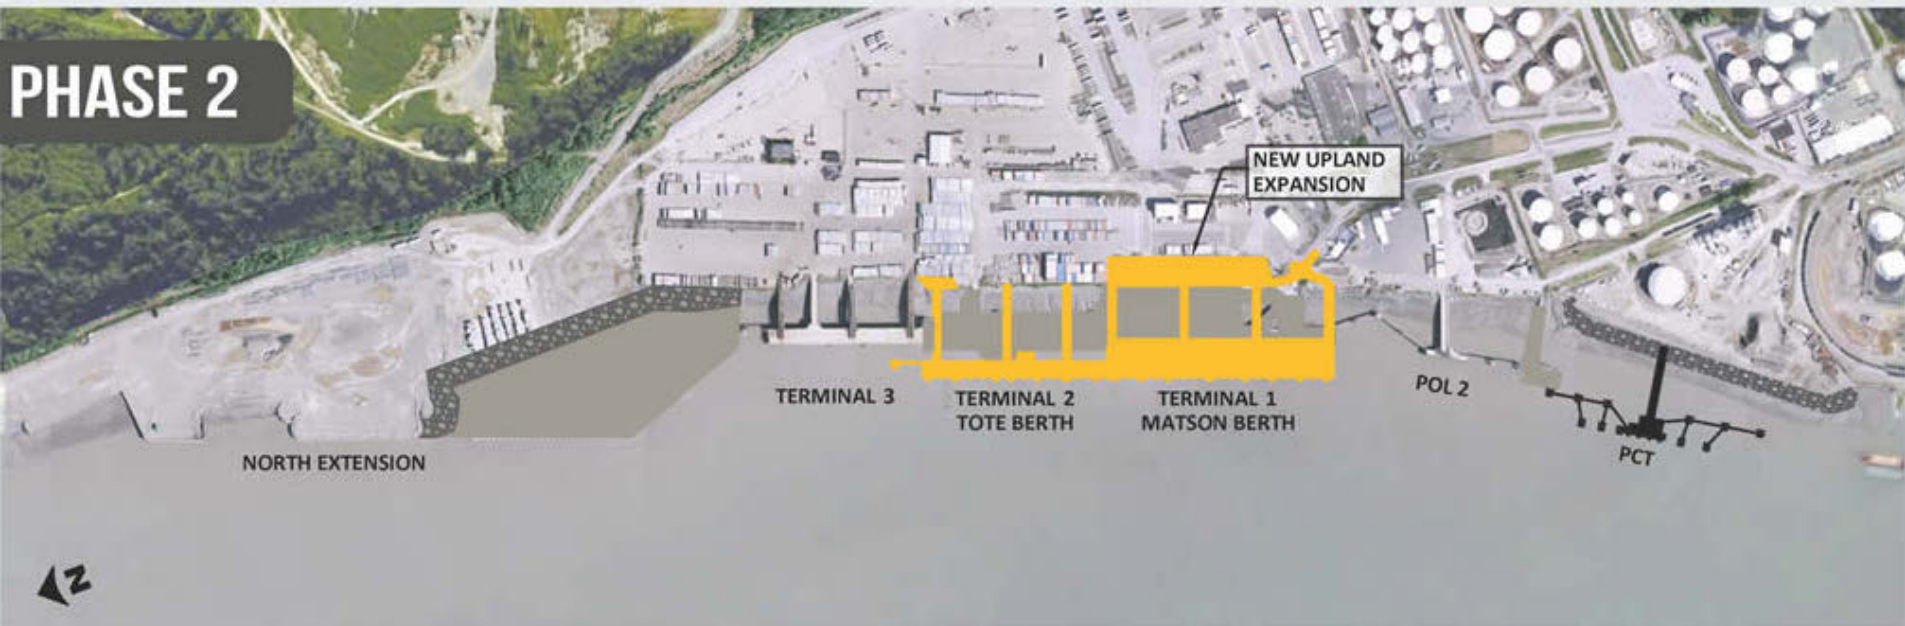 PHASE 2
NEW UPLAND
EXPANSION
TERMINAL 3
TERMINAL 2
TOTE BERTH
TERMINAL 1
MATSON BERTH
POL 2
PCT
NORTH EXTENSION
N